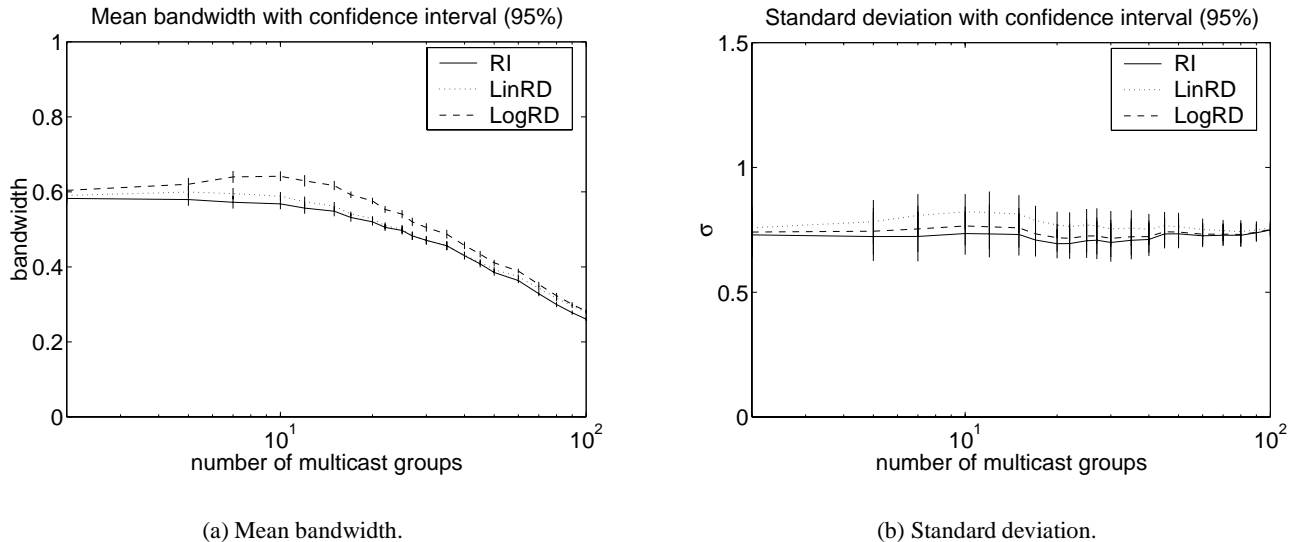 Mean bandwidth with confidence interval (95%)
1
0.8
0.6
0.4
0.2
0
bandwidth
RI
LinRD
LogRD
10^1
10^2
number of multicast groups
(a) Mean bandwidth.
Standard deviation with confidence interval (95%)
1.5
1
0.5
0
σ
RI
LinRD
LogRD
10^1
10^2
number of multicast groups
(b) Standard deviation.